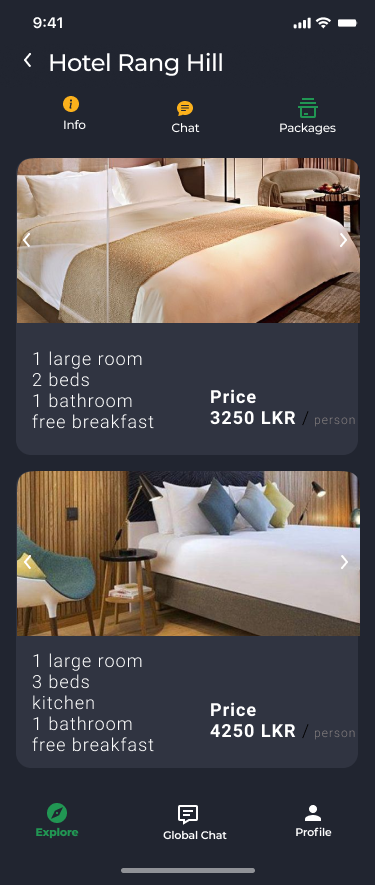 9:41
Hotel Rang Hill
Info
Chat
Packages
1 large room
2 beds
1 bathroom
free breakfast
Price
3250 LKR / person
1 large room
3 beds
kitchen
1 bathroom
free breakfast
Price
4250 LKR / person
Explore
Global Chat
Profile